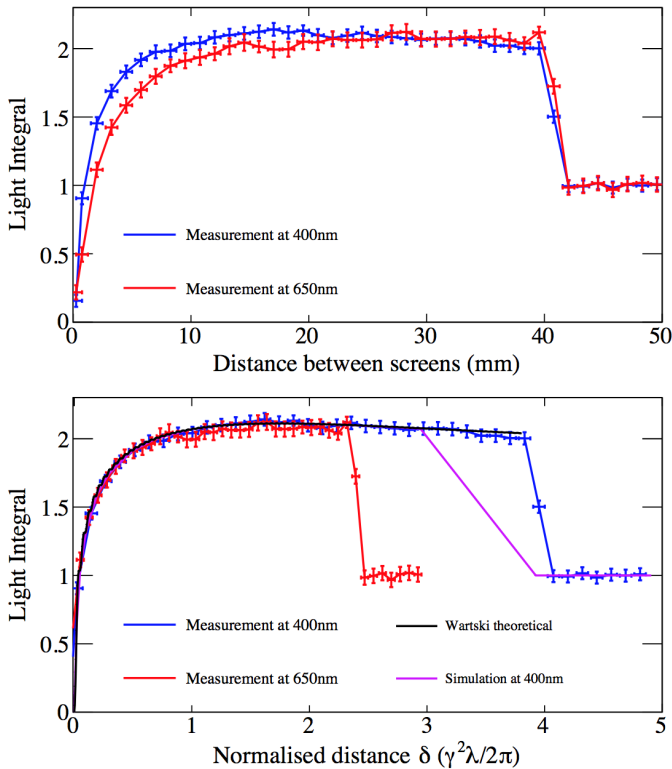 2
1.5
1
0.5
0
Light Integral
Measurement at 400nm
Measurement at 650nm
0 10 20 30 40 50
Distance between screens (mm)
2
1.5
1
0.5
0
Light Integral
Measurement at 400nm Wartski theoretical
Measurement at 650nm Simulation at 400nm
0 1 2 3 4 5
Normalised distance δ (γ²λ/2π)